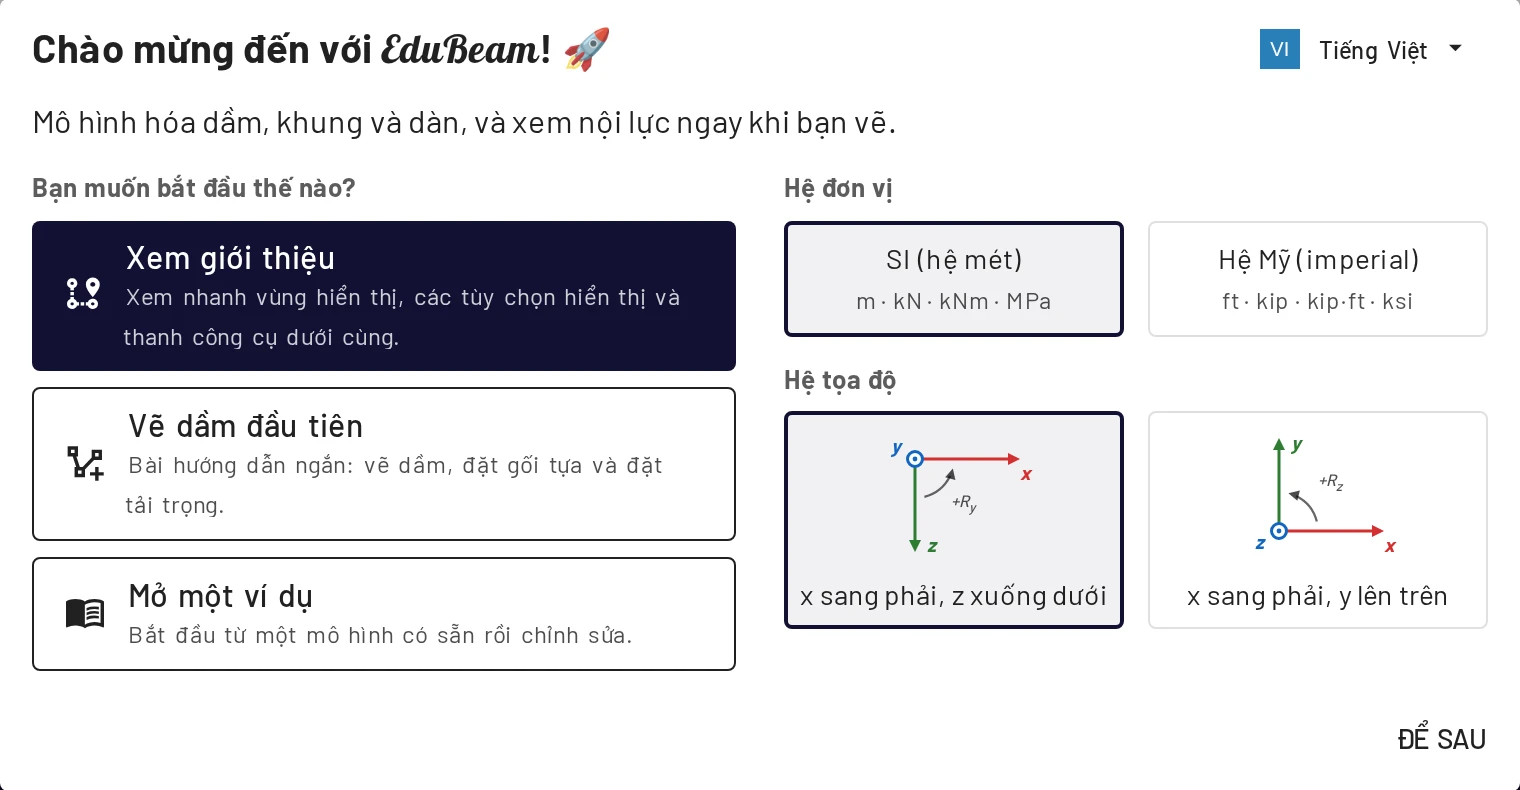 Chào mừng đến với EduBeam! 🚀
VI Tiếng Việt
Mô hình hóa dầm, khung và dàn, và xem nội lực ngay khi bạn vẽ.
Bạn muốn bắt đầu thế nào?
Xem giới thiệu
Xem nhanh vùng hiển thị, các tùy chọn hiển thị và
thanh công cụ dưới cùng.
Vẽ dầm đầu tiên
Bài hướng dẫn ngắn: vẽ dầm, đặt gối tựa và đặt
tải trọng.
Mở một ví dụ
Bắt đầu từ một mô hình có sẵn rồi chỉnh sửa.
Hệ đơn vị
SI (hệ mét)
m · kN · kNm · MPa
Hệ Mỹ (imperial)
ft · kip · kip·ft · ksi
Hệ tọa độ
y
x
+Ry
z
x sang phải, z xuống dưới
y
+Rz
z
x
x sang phải, y lên trên
ĐỂ SAU